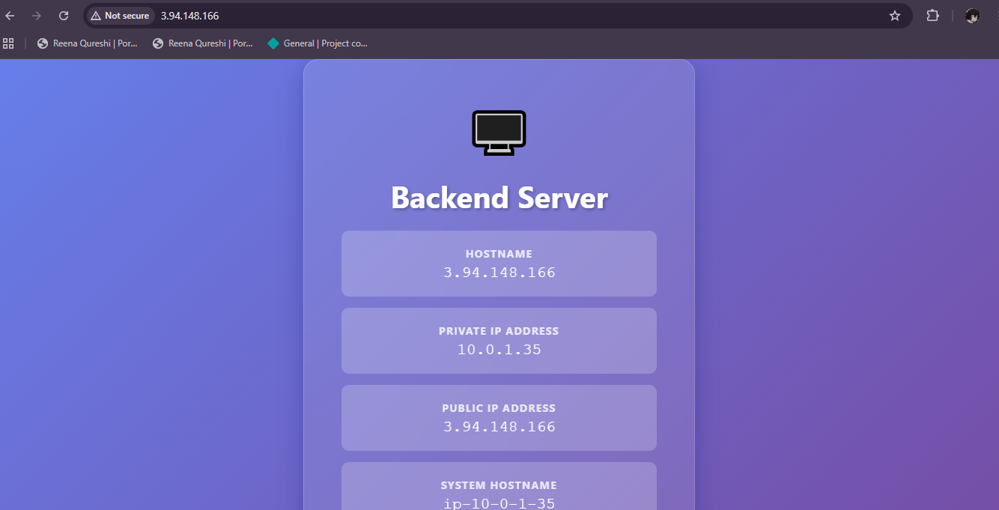 Not secure
3.94.148.166
Reena Qureshi | Por...
Reena Qureshi | Por...
General | Project co...
Backend Server
HOSTNAME
3.94.148.166
PRIVATE IP ADDRESS
10.0.1.35
PUBLIC IP ADDRESS
3.94.148.166
SYSTEM HOSTNAME
ip-10-0-1-35